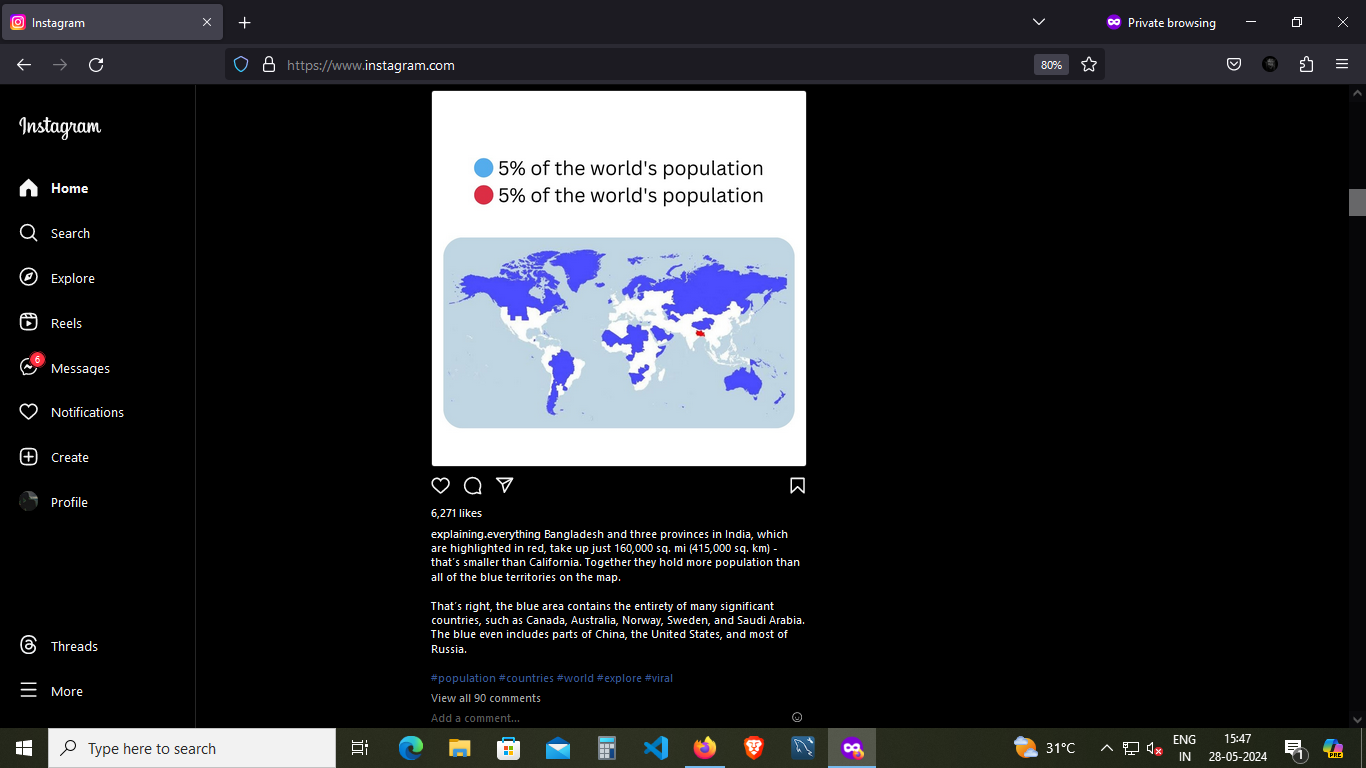 Instagram
Private browsing
https://www.instagram.com
80%
Instagram
Home
Search
Explore
Reels
6
Messages
Notifications
Create
Profile
Threads
More
5% of the world's population
5% of the world's population
6,271 likes
explaining.everything Bangladesh and three provinces in India, which
are highlighted in red, take up just 160,000 sq. mi (415,000 sq. km) -
that's smaller than California. Together they hold more population than
all of the blue territories on the map.
That's right, the blue area contains the entirety of many significant
countries, such as Canada, Australia, Norway, Sweden, and Saudi Arabia.
The blue even includes parts of China, the United States, and most of
Russia.
#population #countries #world #explore #viral
View all 90 comments
Add a comment...
Type here to search
31°C
ENG
IN
15:47
28-05-2024
1
PRE